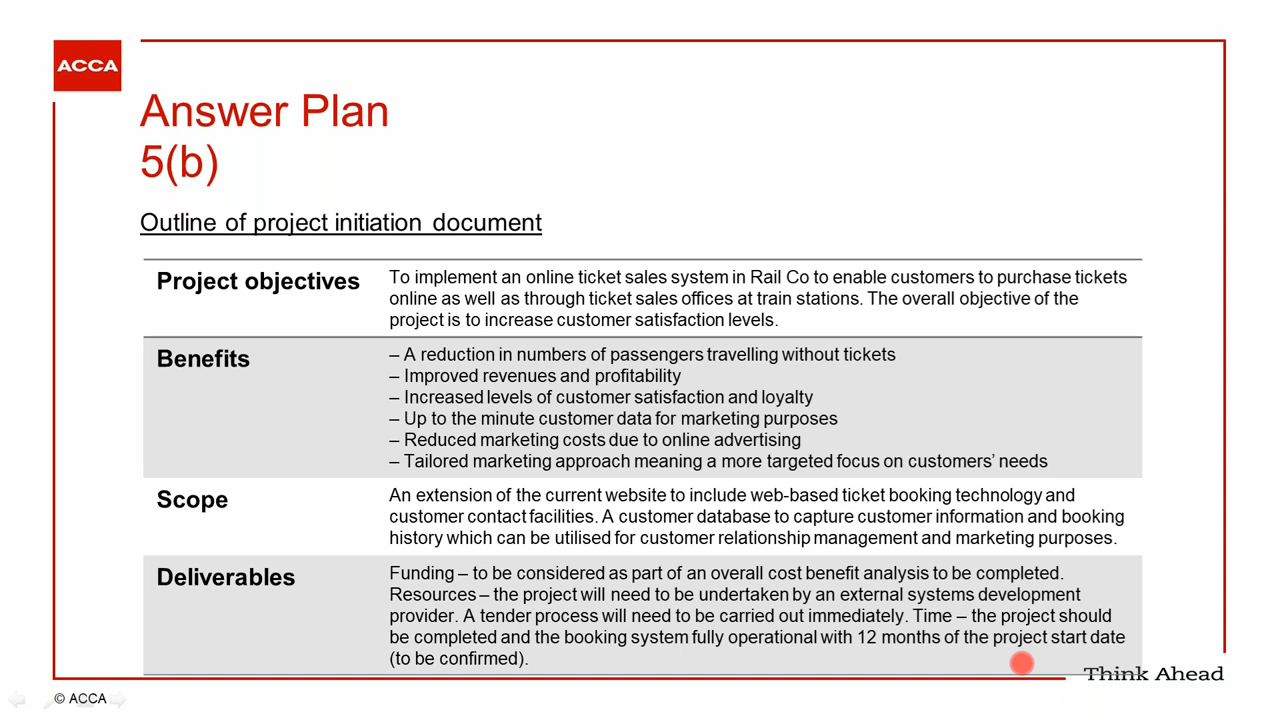 ACCA
Answer Plan
5(b)
Outline of project initiation document
Project objectives
To implement an online ticket sales system in Rail Co to enable customers to purchase tickets
online as well as through ticket sales offices at train stations. The overall objective of the
project is to increase customer satisfaction levels.
Benefits
– A reduction in numbers of passengers travelling without tickets
– Improved revenues and profitability
– Increased levels of customer satisfaction and loyalty
– Up to the minute customer data for marketing purposes
– Reduced marketing costs due to online advertising
– Tailored marketing approach meaning a more targeted focus on customers’ needs
Scope
An extension of the current website to include web-based ticket booking technology and
customer contact facilities. A customer database to capture customer information and booking
history which can be utilised for customer relationship management and marketing purposes.
Deliverables
Funding – to be considered as part of an overall cost benefit analysis to be completed.
Resources – the project will need to be undertaken by an external systems development
provider. A tender process will need to be carried out immediately. Time – the project should
be completed and the booking system fully operational with 12 months of the project start date
(to be confirmed).
Think Ahead
© ACCA